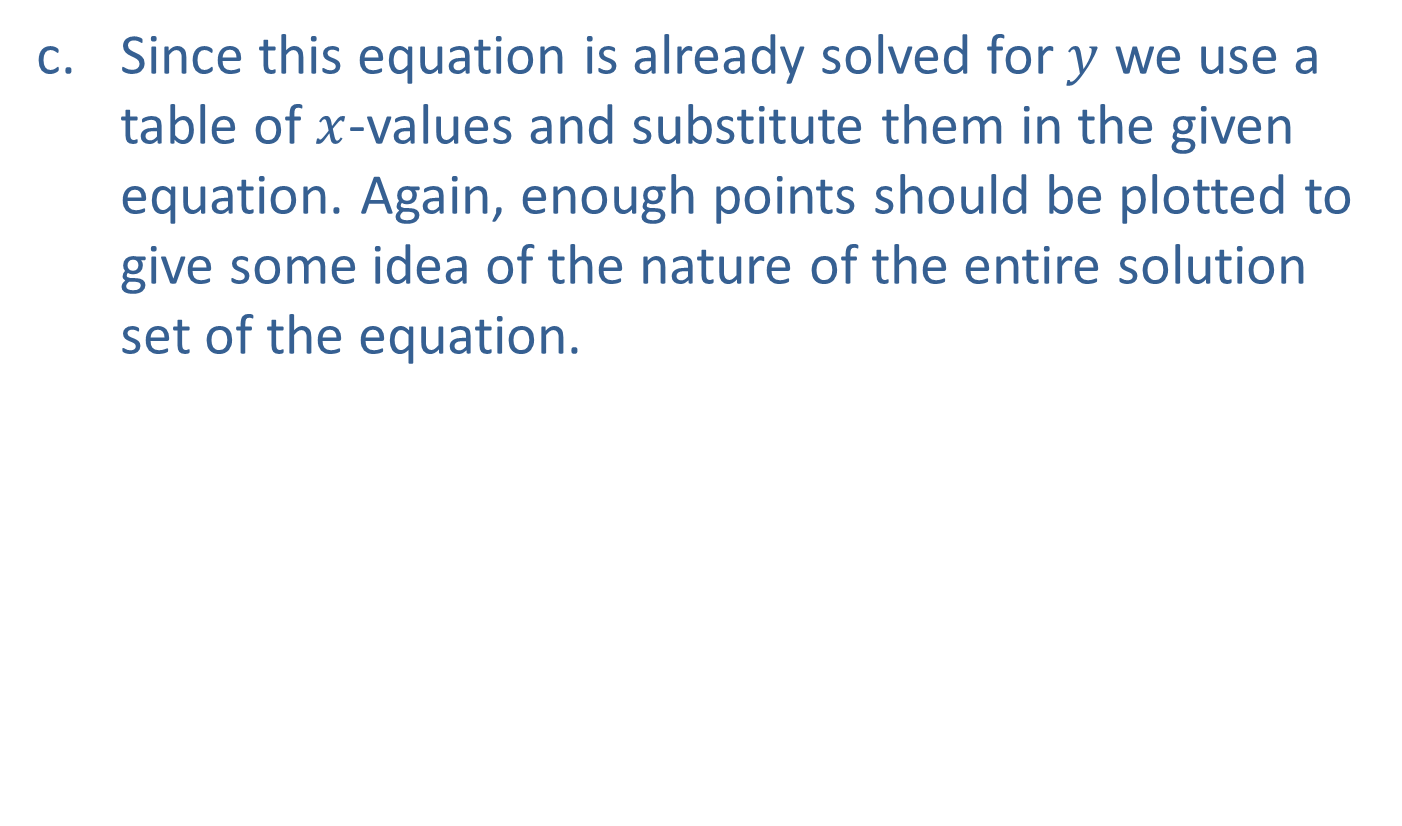 c. Since this equation is already solved for y we use a
table of x-values and substitute them in the given
equation. Again, enough points should be plotted to
give some idea of the nature of the entire solution
set of the equation.